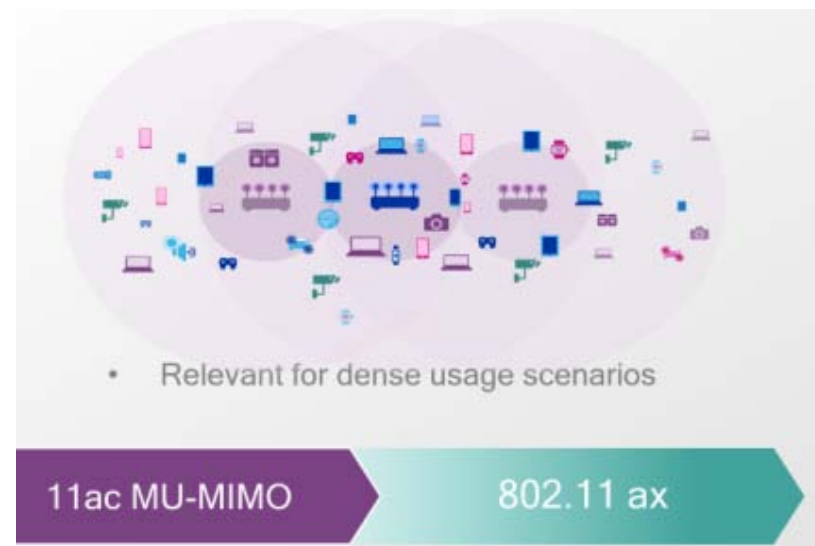 • Relevant for dense usage scenarios
11ac MU-MIMO
802.11 ax